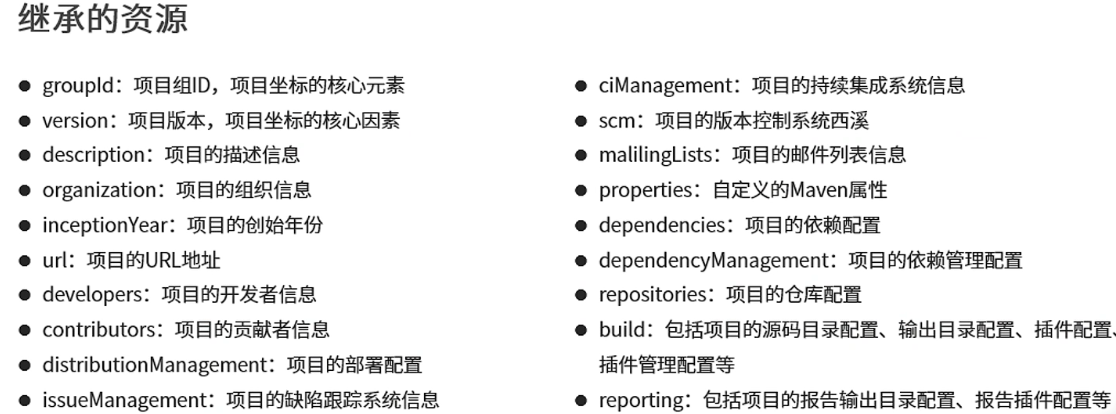 继承的资源
● groupId：项目组ID，项目坐标的核心元素
● version：项目版本，项目坐标的核心因素
● description：项目的描述信息
● organization：项目的组织信息
● inceptionYear：项目的创始年份
● url：项目的URL地址
● developers：项目的开发者信息
● contributors：项目的贡献者信息
● distributionManagement：项目的部署配置
● issueManagement：项目的缺陷跟踪系统信息
● ciManagement：项目的持续集成系统信息
● scm：项目的版本控制系统西溪
● malilingLists：项目的邮件列表信息
● properties：自定义的Maven属性
● dependencies：项目的依赖配置
● dependencyManagement：项目的依赖管理配置
● repositories：项目的仓库配置
● build：包括项目的源码目录配置、输出目录配置、插件配置、
插件管理配置等
● reporting：包括项目的报告输出目录配置、报告插件配置等